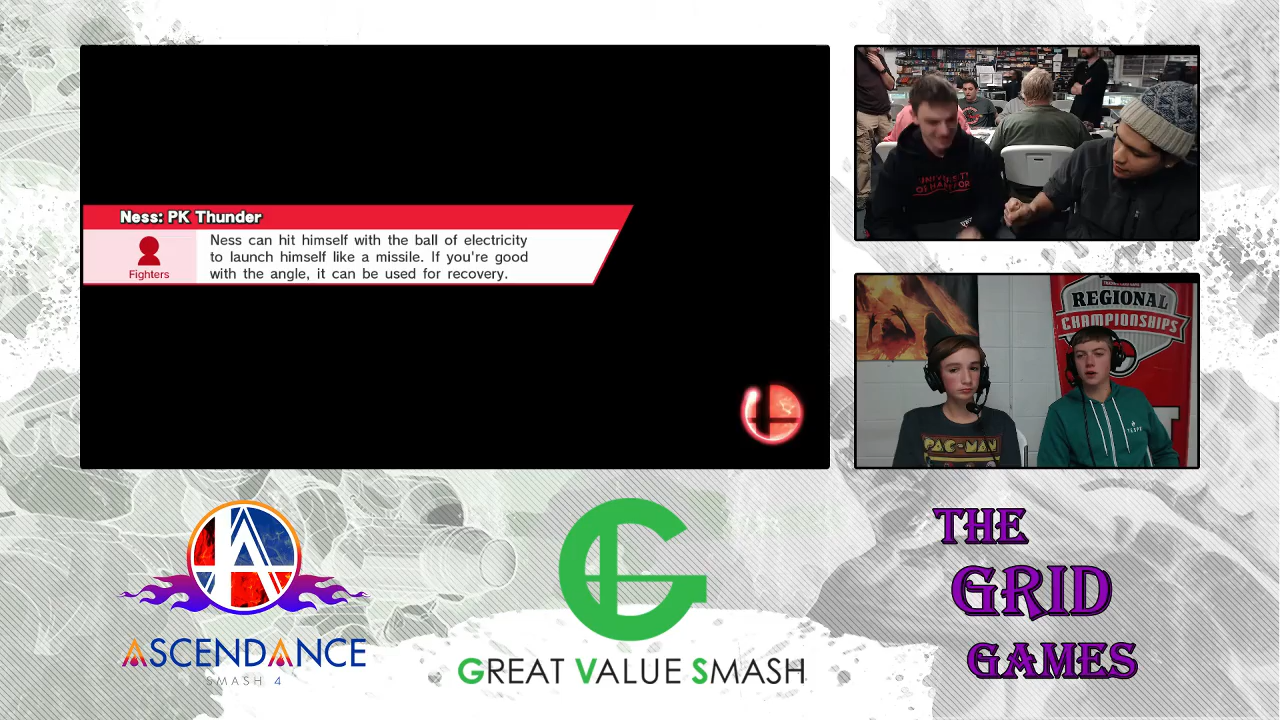 Ness: PK Thunder
Fighters
Ness can hit himself with the ball of electricity
to launch himself like a missile. If you're good
with the angle, it can be used for recovery.
REGIONAL
CHAMPIONSHIPS
PAC-MAN
ASCENDANCE
SMASH 4
GREAT VALUE SMASH
THE
GRID
GAMES